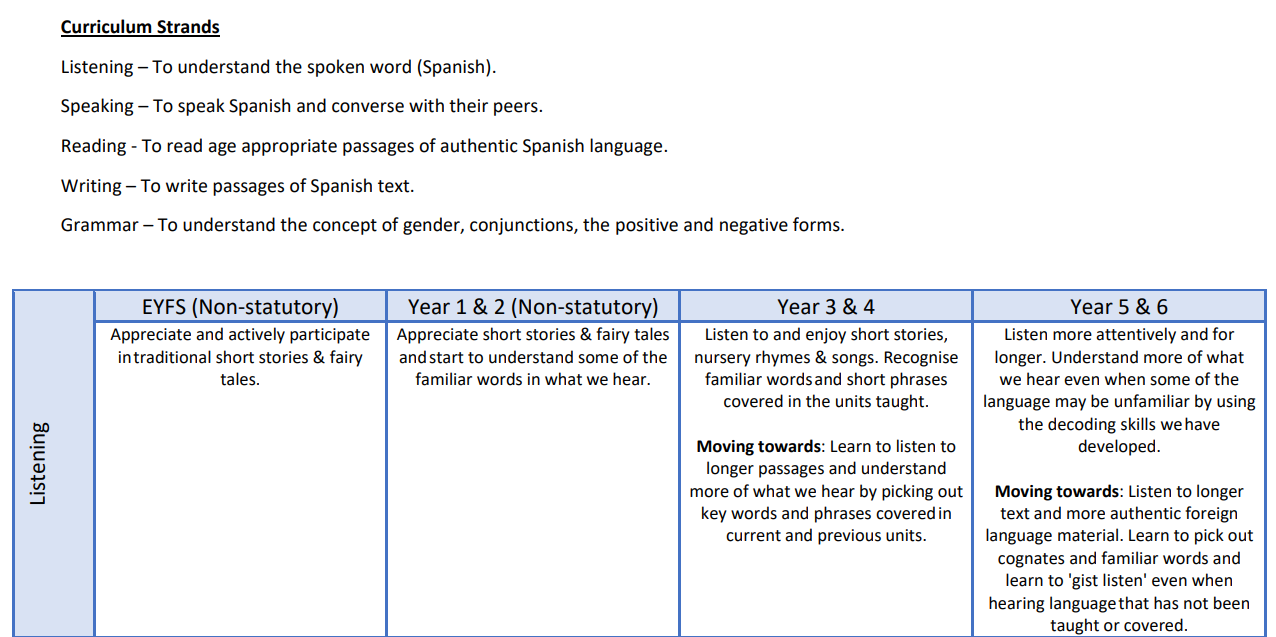 Curriculum Strands
Listening – To understand the spoken word (Spanish).
Speaking – To speak Spanish and converse with their peers.
Reading - To read age appropriate passages of authentic Spanish language.
Writing – To write passages of Spanish text.
Grammar – To understand the concept of gender, conjunctions, the positive and negative forms.
Listening
EYFS (Non-statutory)
Appreciate and actively participate
in traditional short stories & fairy
tales.
Year 1 & 2 (Non-statutory)
Appreciate short stories & fairy tales
and start to understand some of the
familiar words in what we hear.
Year 3 & 4
Listen to and enjoy short stories,
nursery rhymes & songs. Recognise
familiar words and short phrases
covered in the units taught.
Moving towards: Learn to listen to
longer passages and understand
more of what we hear by picking out
key words and phrases covered in
current and previous units.
Year 5 & 6
Listen more attentively and for
longer. Understand more of what
we hear even when some of the
language may be unfamiliar by using
the decoding skills we have
developed.
Moving towards: Listen to longer
text and more authentic foreign
language material. Learn to pick out
cognates and familiar words and
learn to 'gist listen' even when
hearing language that has not been
taught or covered.